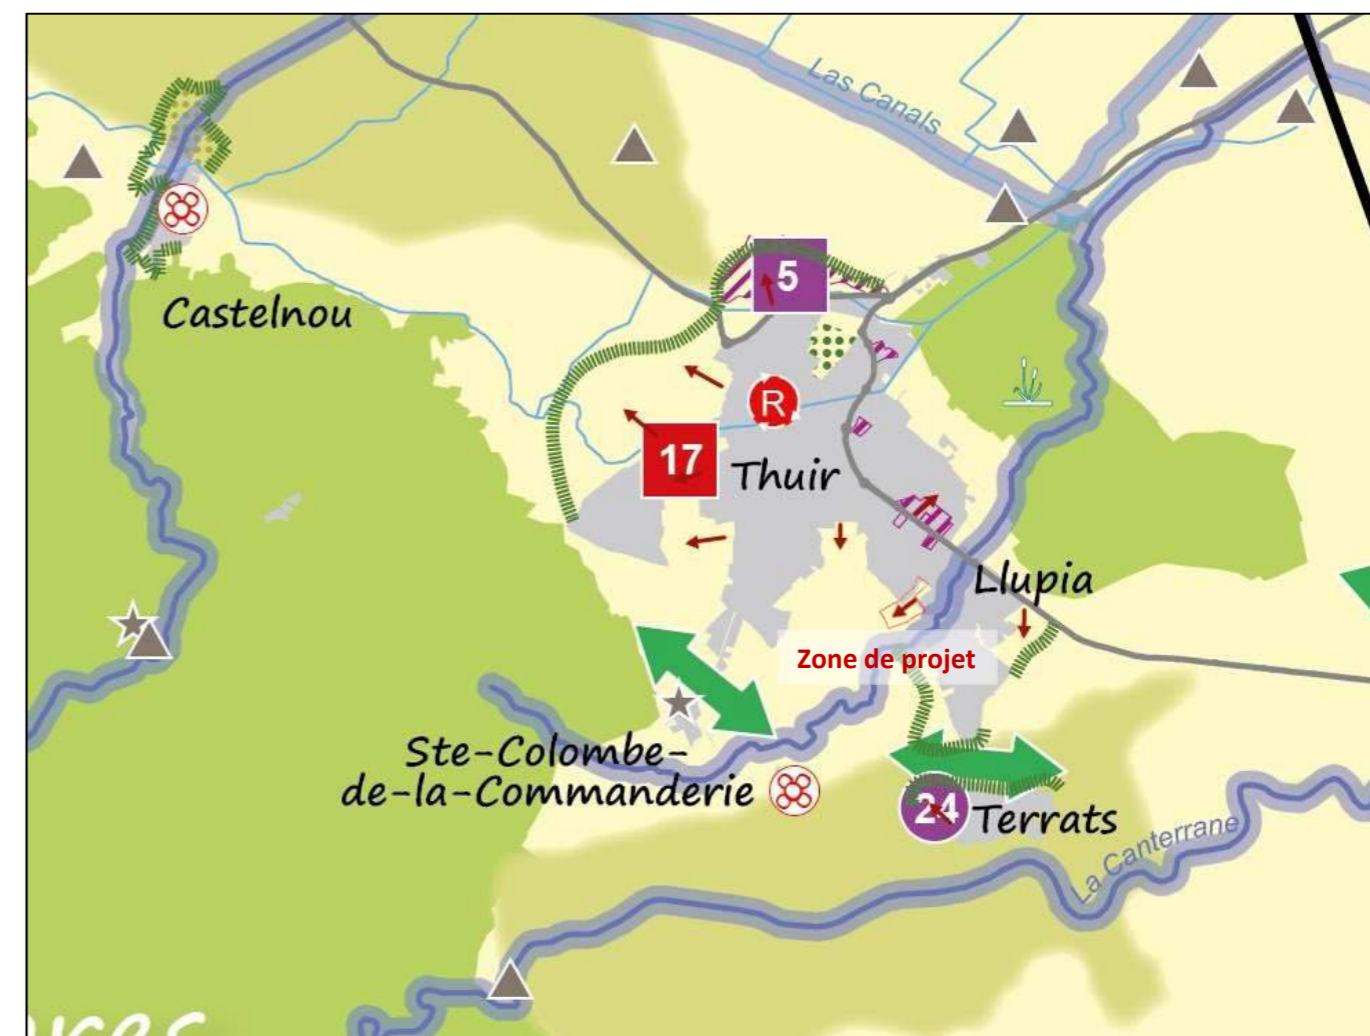 Las Canals
5
Castelnou
R
17
Thuir
Llupia
Zone de projet
Ste-Colombe-
de-la-Commanderie
24
Terrats
La Canterrane